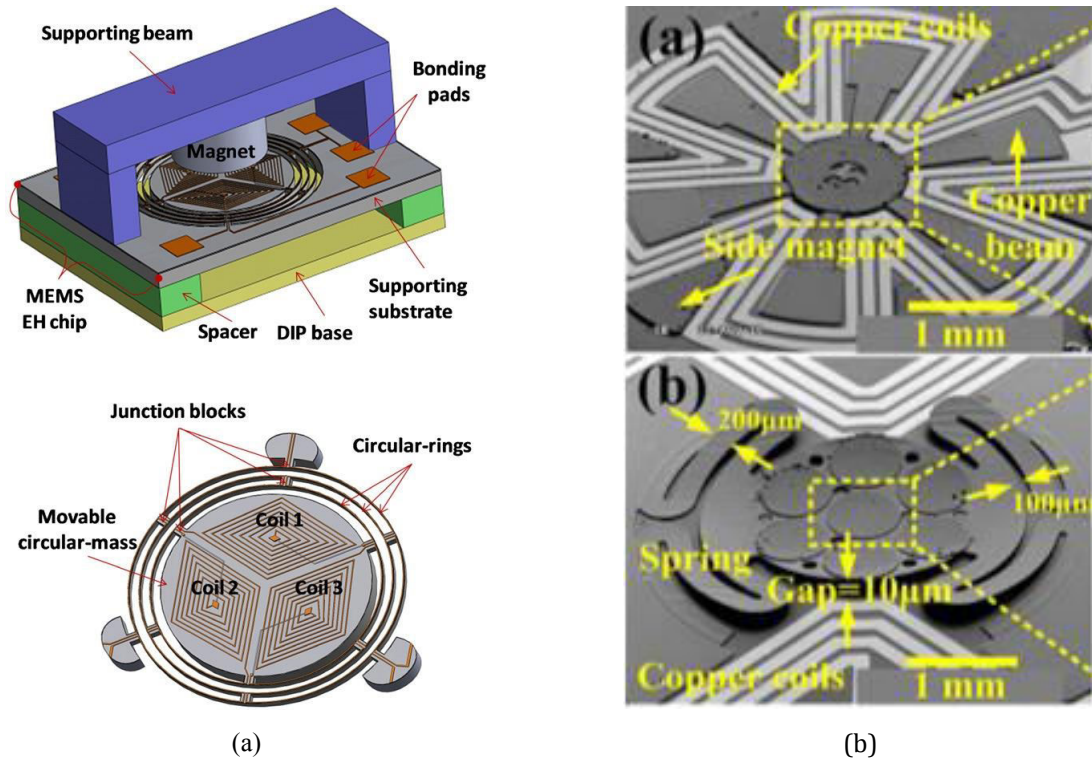 Supporting beam
Bonding
pads
Magnet
MEMS
EH chip
Spacer
DIP base
Supporting
substrate
Junction blocks
Circular-rings
Movable
circular-mass
Coil 1
Coil 2
Coil 3
(a)
(a)
Copper coils
Copper
beam
Side magnet
1 mm
(b)
200μm
100μm
Spring
Gap=10μm
Copper coils
1 mm
(b)